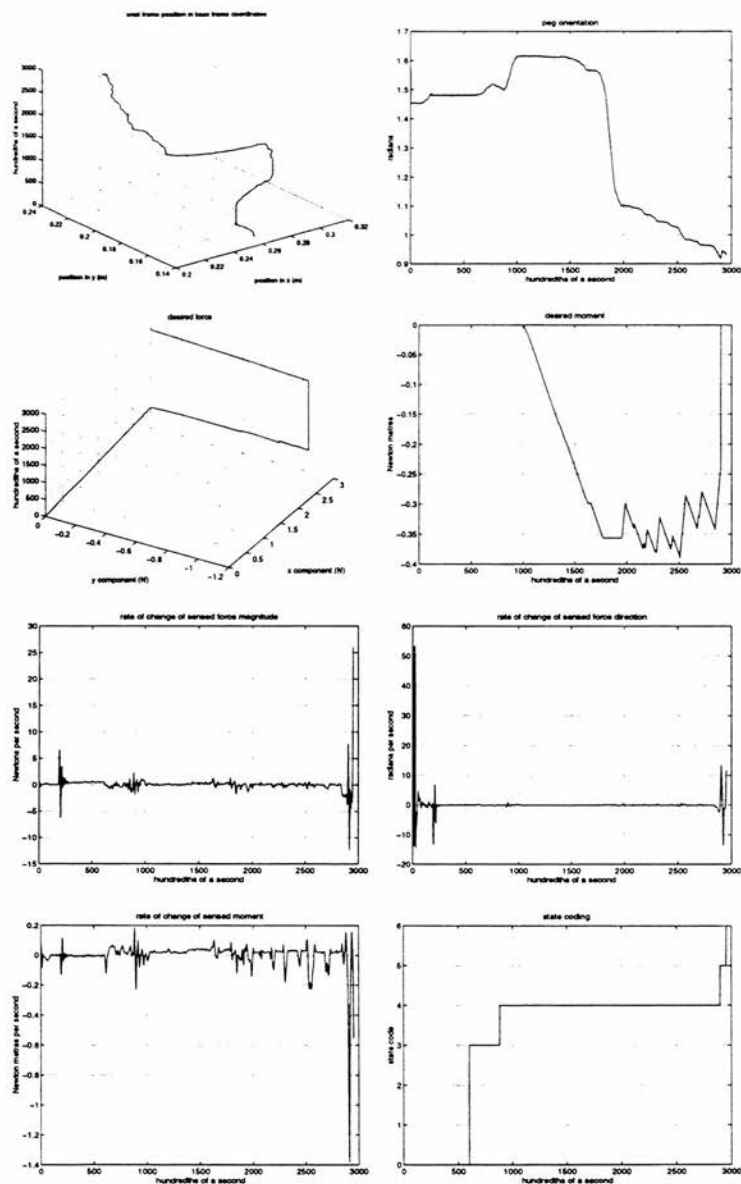 wrist frame position in base frame coordinates
hundredths of a second
3000
2500
2000
1500
1000
500
0
0.24
0.22
0.2
0.18
0.16
0.14
position in y (m)
0.2
0.22
0.24
0.26
0.28
0.3
0.32
position in x (m)
peg orientation
radians
1.7
1.6
1.5
1.4
1.3
1.2
1.1
1
0.9
0 500 1000 1500 2000 2500 3000
hundredths of a second
desired force
hundredths of a second
3000
2500
2000
1500
1000
500
0
0
-0.2
-0.4
-0.6
-0.8
-1
-1.2
y component (N)
0
0.5
1
1.5
2
2.5
3
x component (N)
desired moment
Newton metres
0
-0.05
-0.1
-0.15
-0.2
-0.25
-0.3
-0.35
-0.4
0 500 1000 1500 2000 2500 3000
hundredths of a second
rate of change of sensed force magnitude
Newtons per second
30
25
20
15
10
5
0
-5
-10
-15
0 500 1000 1500 2000 2500 3000
hundredths of a second
rate of change of sensed force direction
radians per second
60
50
40
30
20
10
0
-10
-20
0 500 1000 1500 2000 2500 3000
hundredths of a second
rate of change of sensed moment
Newton metres per second
0.2
0
-0.2
-0.4
-0.6
-0.8
-1
-1.2
-1.4
0 500 1000 1500 2000 2500 3000
hundredths of a second
state coding
state code
6
5
4
3
2
1
0
0 500 1000 1500 2000 2500 3000
hundredths of a second